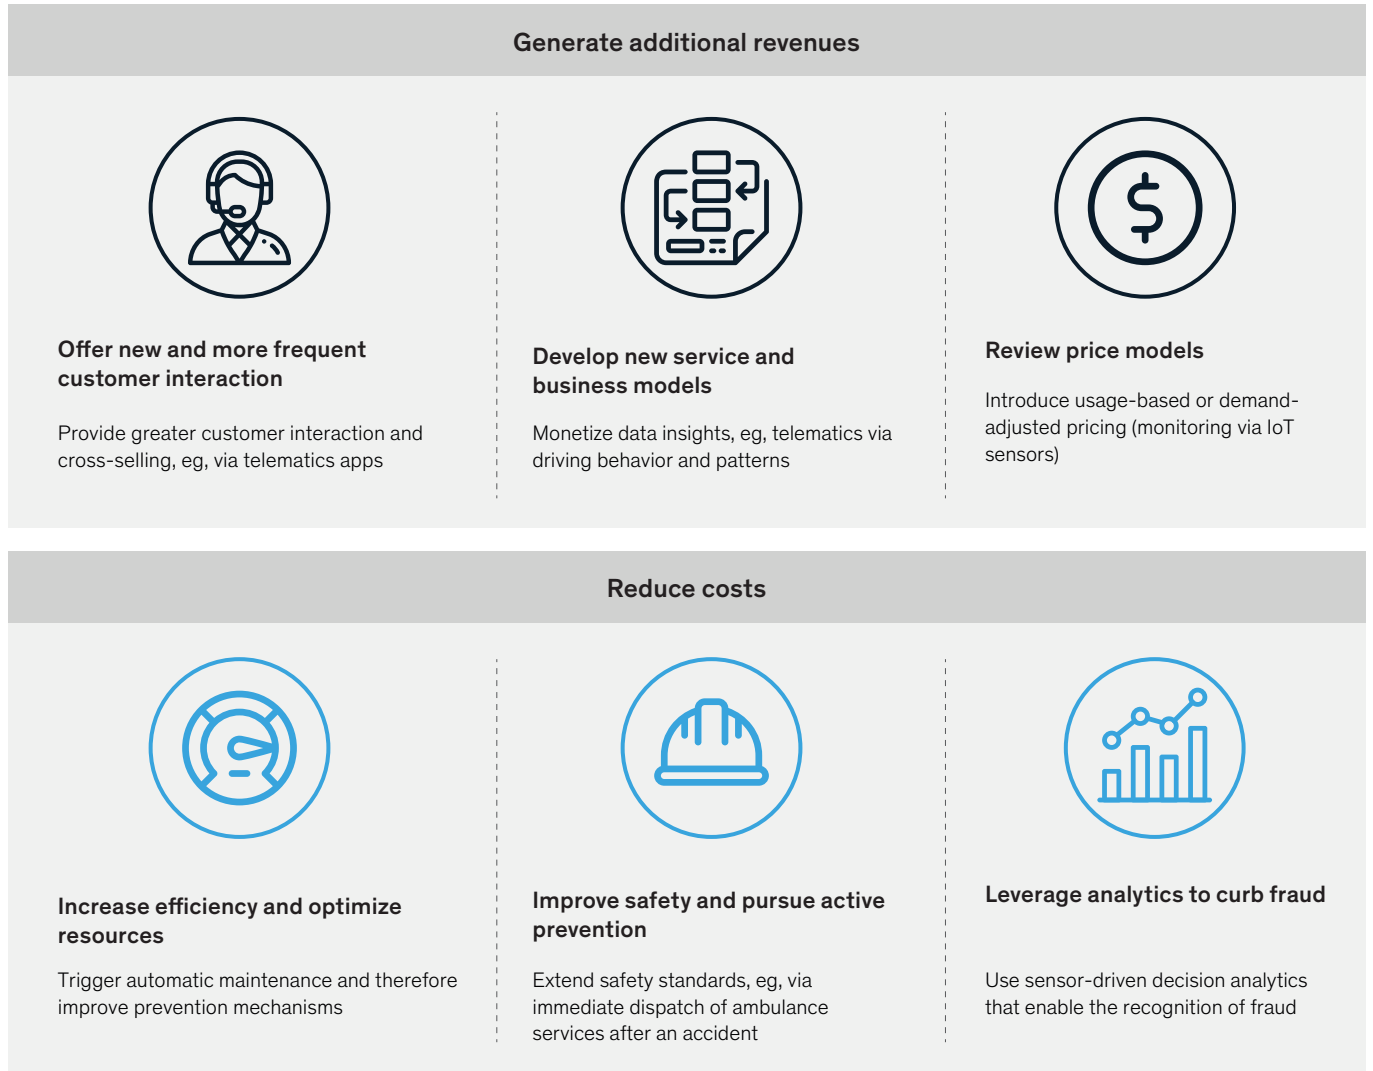 Generate additional revenues
Offer new and more frequent
customer interaction
Provide greater customer interaction and
cross-selling, eg, via telematics apps
Develop new service and
business models
Monetize data insights, eg, telematics via
driving behavior and patterns
Review price models
Introduce usage-based or demand-
adjusted pricing (monitoring via IoT
sensors)
Reduce costs
Increase efficiency and optimize
resources
Trigger automatic maintenance and therefore
improve prevention mechanisms
Improve safety and pursue active
prevention
Extend safety standards, eg, via
immediate dispatch of ambulance
services after an accident
Leverage analytics to curb fraud
Use sensor-driven decision analytics
that enable the recognition of fraud